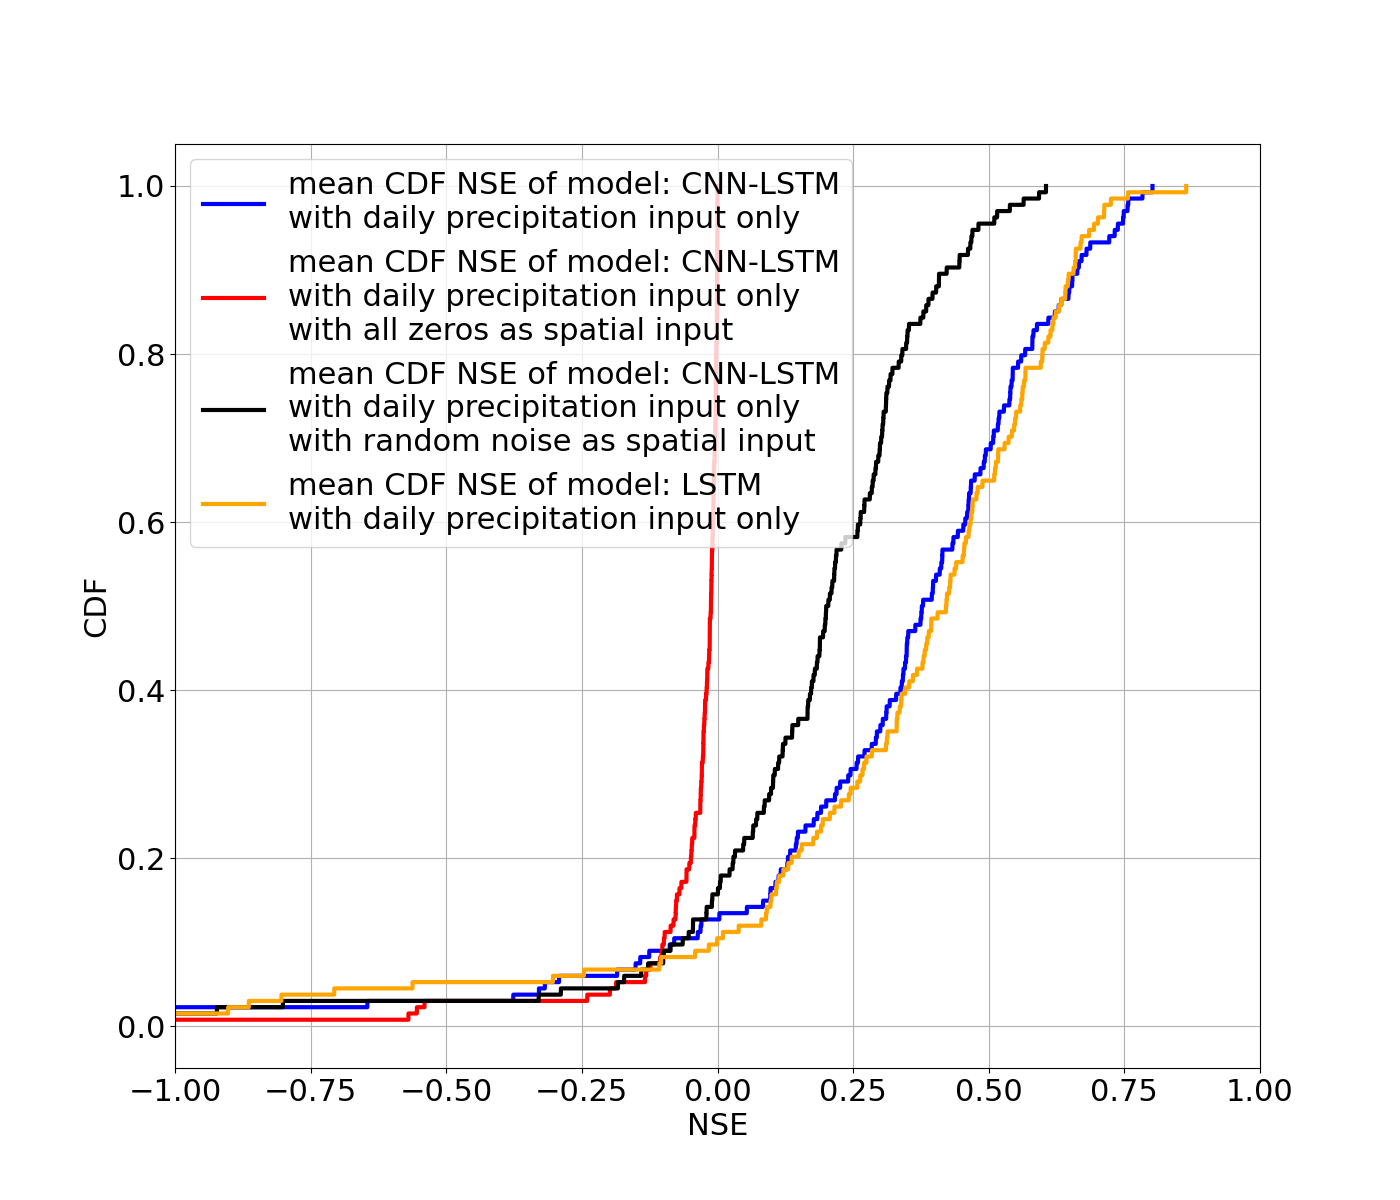 mean CDF NSE of model: CNN-LSTM
with daily precipitation input only
mean CDF NSE of model: CNN-LSTM
with daily precipitation input only
with all zeros as spatial input
mean CDF NSE of model: CNN-LSTM
with daily precipitation input only
with random noise as spatial input
mean CDF NSE of model: LSTM
with daily precipitation input only
1.0
0.8
0.6
0.4
0.2
0.0
CDF
−1.00 −0.75 −0.50 −0.25 0.00 0.25 0.50 0.75 1.00
NSE